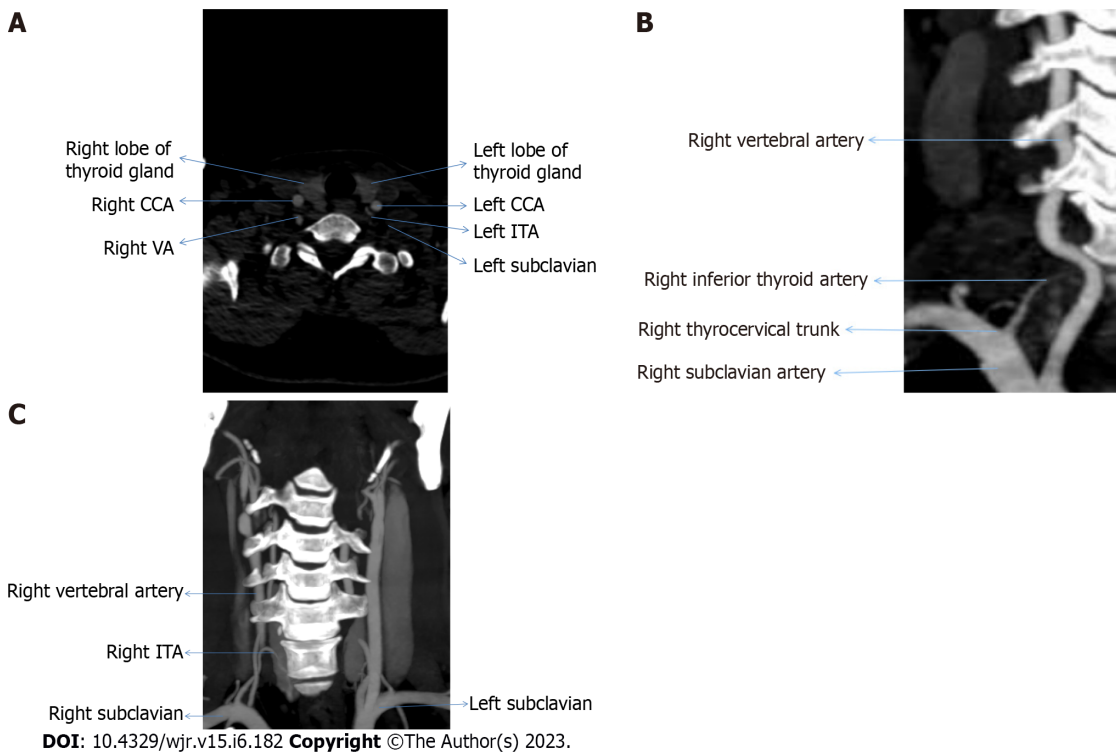 A
Right lobe of
thyroid gland
Right CCA
Right VA
Left lobe of
thyroid gland
Left CCA
Left ITA
Left subclavian
B
Right vertebral artery
Right inferior thyroid artery
Right thyrocervical trunk
Right subclavian artery
C
Right vertebral artery
Right ITA
Right subclavian
Left subclavian
DOI: 10.4329/wjr.v15.i6.182 Copyright ©The Author(s) 2023.